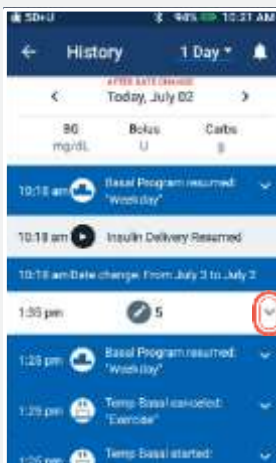 94% 10:21 AM
History 1 Day
AFTER DATE CHANGE
Today, July 02
BG Bolus Carbs
mg/dL U g
10:18 am Basal Program resumed:
"Weekday"
10:18 am Insulin Delivery Resumed
10:18 am Date change: From July 3 to July 2
1:35 pm 5
1:25 pm Basal Program resumed:
"Weekday"
1:25 pm Temp Basal canceled:
"Exercise"
1:25 pm Temp Basal started: